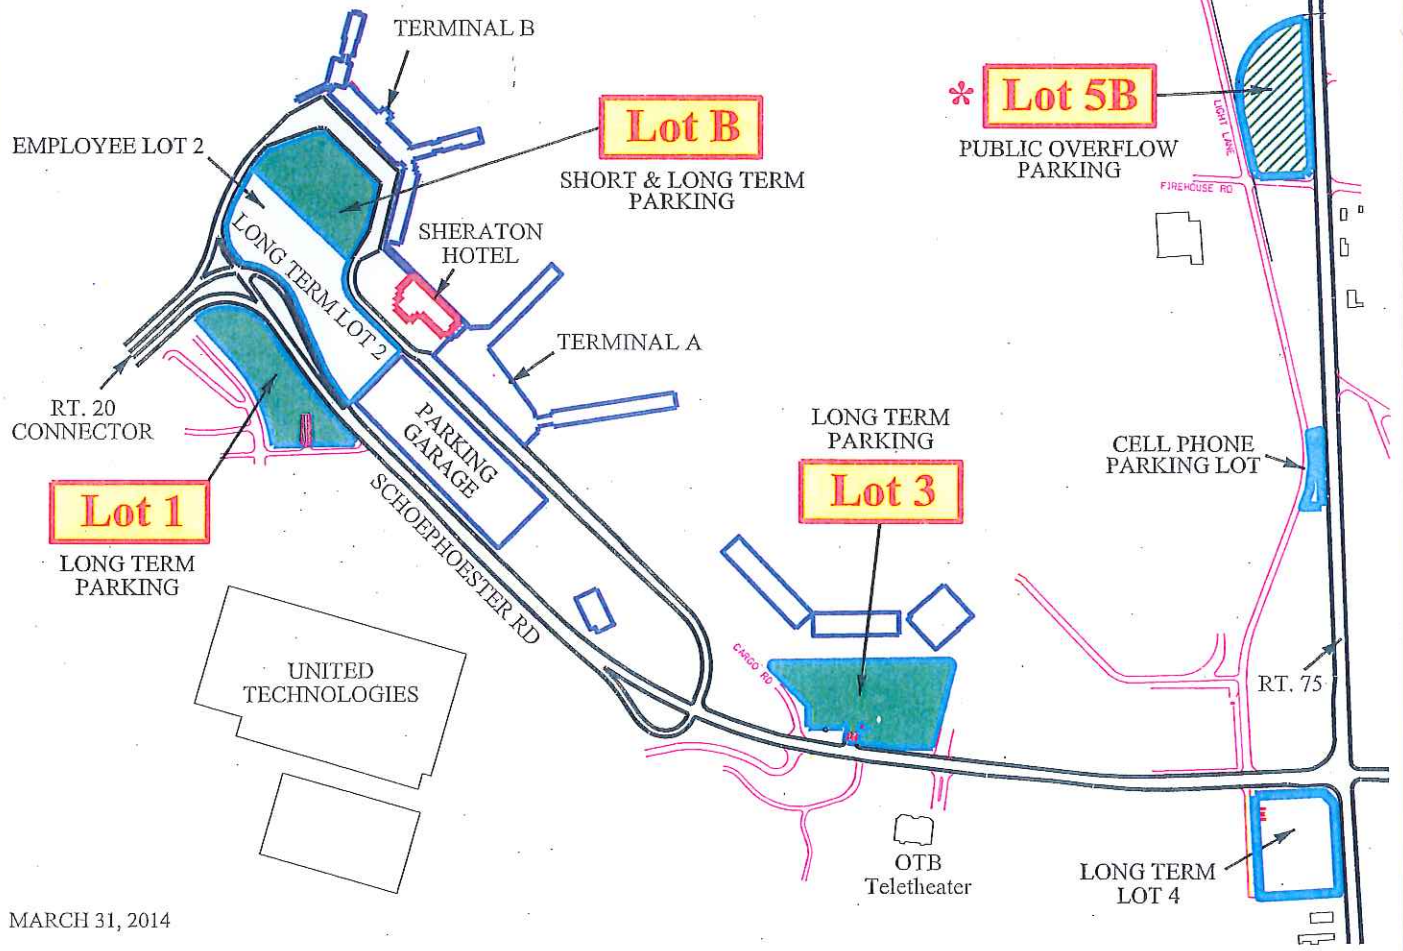 TERMINAL B
* Lot 5B
PUBLIC OVERFLOW
PARKING
LIGHT LANE
FIREHOUSE RD
EMPLOYEE LOT 2
Lot B
SHORT & LONG TERM
PARKING
SHERATON
HOTEL
LONG TERM LOT 2
TERMINAL A
RT. 20
CONNECTOR
PARKING
GARAGE
LONG TERM
PARKING
Lot 3
CELL PHONE
PARKING LOT
Lot 1
LONG TERM
PARKING
SCHOEPHOESTER RD
UNITED
TECHNOLOGIES
CARGO RD
RT. 75
OTB
Teletheater
LONG TERM
LOT 4
MARCH 31, 2014